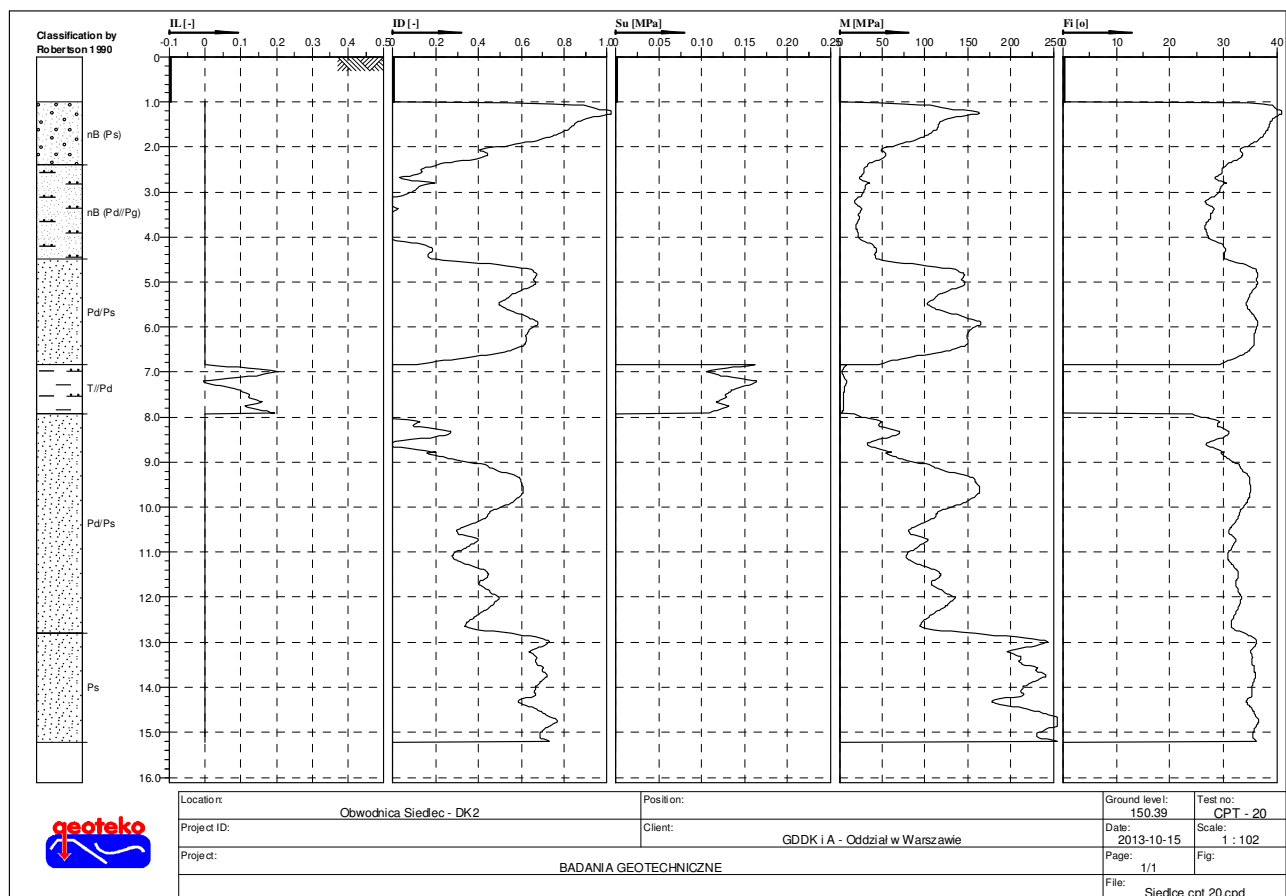 Classification by
Robertson 1990
IL [-]
-0.1 0 0.1 0.2 0.3 0.4 0.5
ID [-]
0.2 0.4 0.6 0.8 1.0
Su [MPa]
0 0.05 0.10 0.15 0.20 0.25
M [MPa]
0 50 100 150 200 250
Fi [o]
0 10 20 30 40
0
1.0
nB (Ps)
2.0
3.0
nB (Pd//Pg)
4.0
5.0
Pd/Ps
6.0
7.0
T//Pd
8.0
9.0
10.0
Pd/Ps
11.0
12.0
13.0
14.0
Ps
15.0
16.0
geoteko
Location:
Obwodnica Siedlec - DK2
Position:
Ground level:
150.39
Test no:
CPT - 20
Project ID:
Client:
GDDK i A - Oddział w Warszawie
Date:
2013-10-15
Scale:
1 : 102
Project:
BADANIA GEOTECHNICZNE
Page:
1/1
Fig:
File:
Siedlce cpt 20.cpd